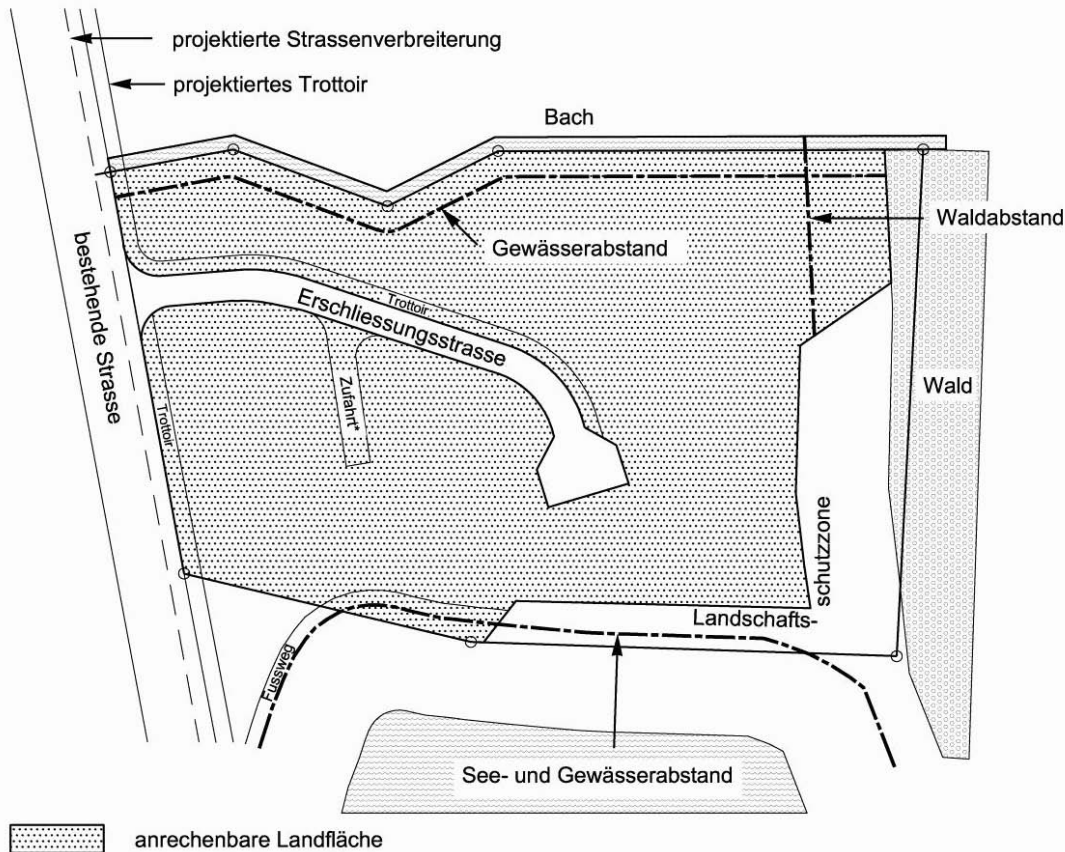 projektierte Strassenverbreiterung
projektiertes Trottoir
Bach
Waldabstand
Gewässerabstand
bestehende Strasse
Trottoir
Erschliessungsstrasse
Zufahrt*
Trottoir
Wald
Landschafts-
schutzzone
Fussweg
See- und Gewässerabstand
anrechenbare Landfläche